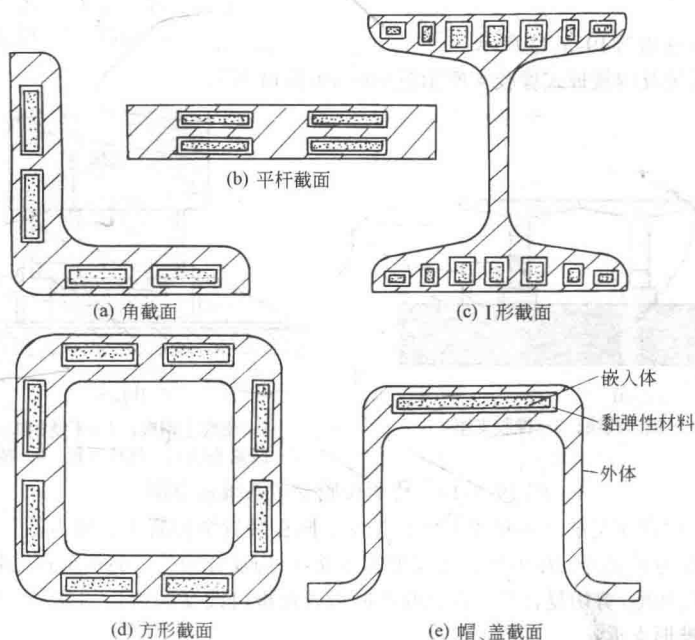 (b) 平杆截面
(a) 角截面
(c) I形截面
嵌入体
黏弹性材料
外体
(d) 方形截面
(e) 帽、盖截面